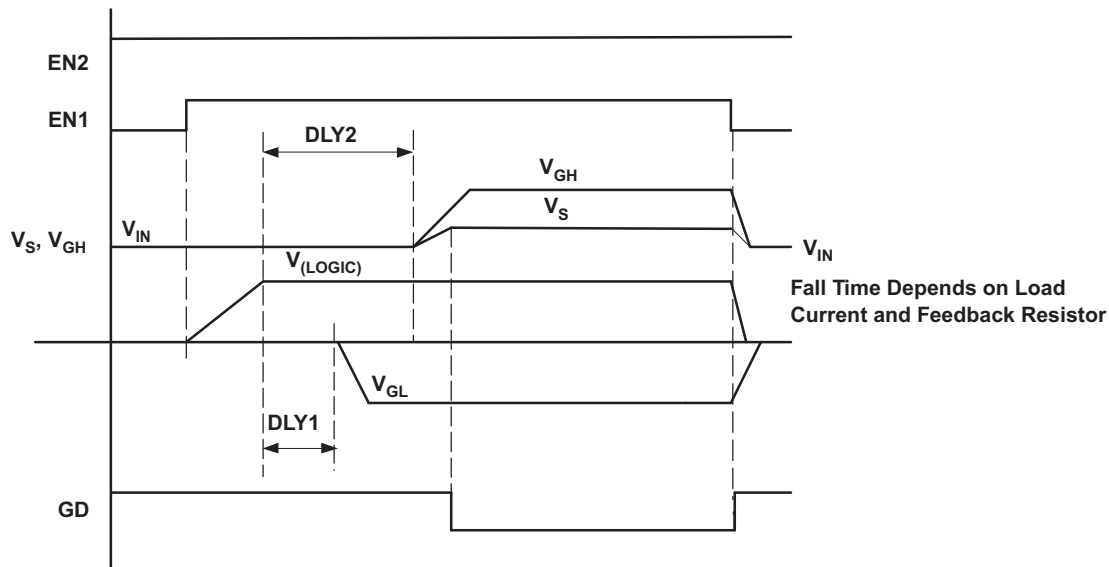 EN2
EN1
DLY2
V_GH
V_S
V_S, V_GH
V_IN
V_IN
V_(LOGIC)
Fall Time Depends on Load
Current and Feedback Resistor
V_GL
DLY1
GD